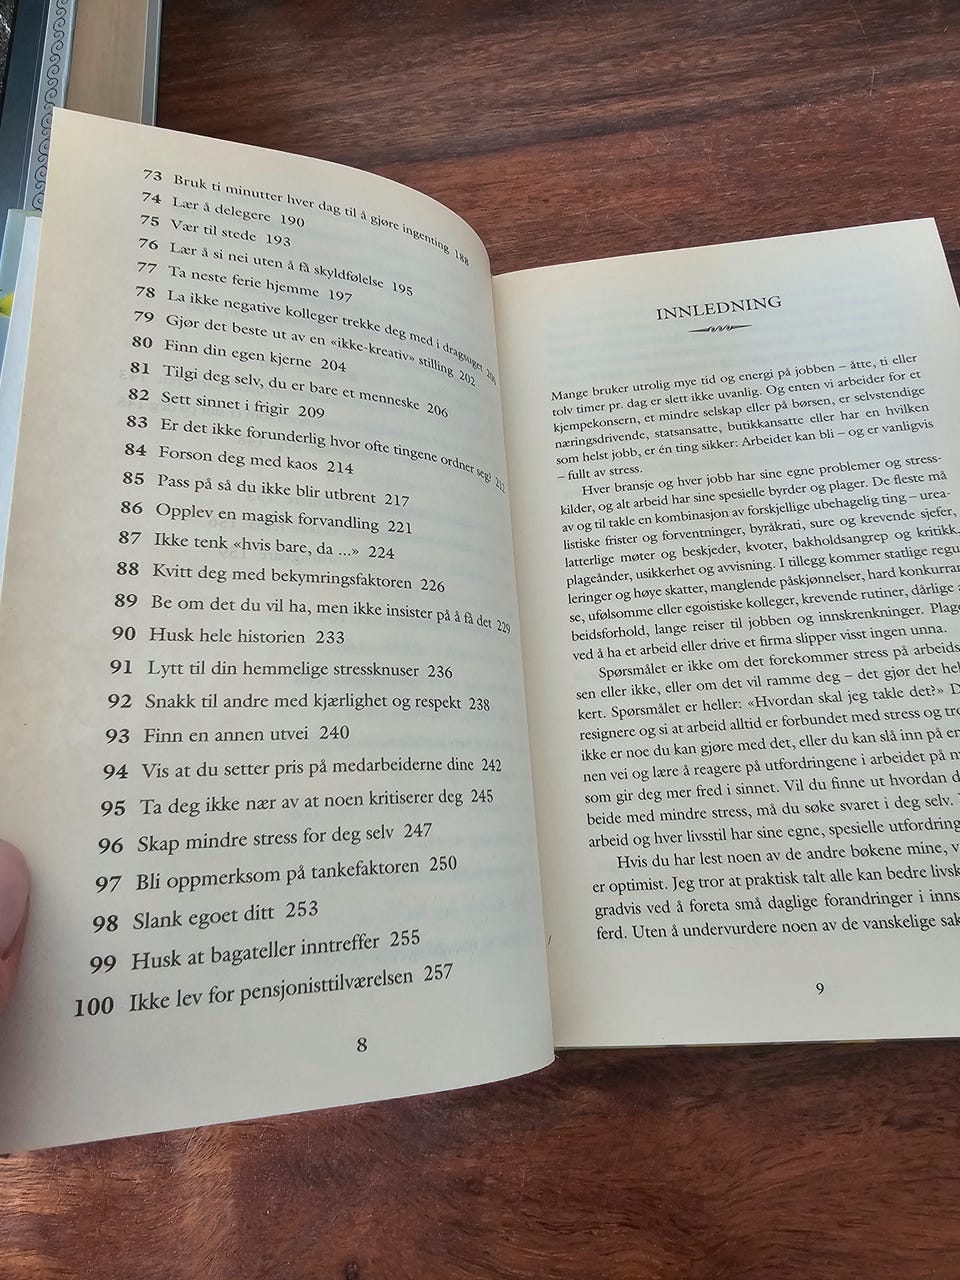 73 Bruk ti minutter hver dag til å gjøre ingenting 188
74 Lær å delegere 190
75 Vær til stede 193
76 Lær å si nei uten å få skyldfølelse 195
77 Ta neste ferie hjemme 197
78 La ikke negative kolleger trekke deg med i dragsuget 200
79 Gjør det beste ut av en «ikke-kreativ» stilling 202
80 Finn din egen kjerne 204
81 Tilgi deg selv, du er bare et menneske 206
82 Sett sinnet i frigir 209
83 Er det ikke forunderlig hvor ofte tingene ordner seg! 212
84 Forson deg med kaos 214
85 Pass på så du ikke blir utbrent 217
86 Opplev en magisk forvandling 221
87 Ikke tenk «hvis bare, da ...» 224
88 Kvitt deg med bekymringsfaktoren 226
89 Be om det du vil ha, men ikke insister på å få det 229
90 Husk hele historien 233
91 Lytt til din hemmelige stressknuser 236
92 Snakk til andre med kjærlighet og respekt 238
93 Finn en annen utvei 240
94 Vis at du setter pris på medarbeiderne dine 242
95 Ta deg ikke nær av at noen kritiserer deg 245
96 Skap mindre stress for deg selv 247
97 Bli oppmerksom på tankefaktoren 250
98 Slank egoet ditt 253
99 Husk at bagateller inntreffer 255
100 Ikke lev for pensjonisttilværelsen 257
8
INNLEDNING
Mange bruker utrolig mye tid og energi på jobben – åtte, ti eller
tolv timer pr. dag er slett ikke uvanlig. Og enten vi arbeider for et
kjempekonsern, et mindre selskap eller på børsen, er selvstendige
næringsdrivende, statsansatte, butikkansatte eller har en hvilken
som helst jobb, er én ting sikker: Arbeidet kan bli – og er vanligvis
– fullt av stress.
Hver bransje og hver jobb har sine egne problemer og stress-
kilder, og alt arbeid har sine spesielle byrder og plager. De fleste må
av og til takle en kombinasjon av forskjellige ubehagelig ting – urea-
listiske frister og forventninger, byråkrati, sure og krevende sjefer,
latterlige møter og beskjeder, kvoter, bakholdsangrep og kritikk.
plageånder, usikkerhet og avvisning. I tillegg kommer statlige regu
leringer og høye skatter, manglende påskjønnelser, hard konkurran
se, ufølsomme eller egoistiske kolleger, krevende rutiner, dårlige a
beidsforhold, lange reiser til jobben og innskrenkninger. Plage
ved å ha et arbeid eller drive et firma slipper visst ingen unna.
Spørsmålet er ikke om det forekommer stress på arbeids
sen eller ikke, eller om det vil ramme deg – det gjør det hel
kert. Spørsmålet er heller: «Hvordan skal jeg takle det?» D
resignere og si at arbeid alltid er forbundet med stress og tro
ikke er noe du kan gjøre med det, eller du kan slå inn på en
nen vei og lære å reagere på utfordringene i arbeidet på m
som gir deg mer fred i sinnet. Vil du finne ut hvordan d
beide med mindre stress, må du søke svaret i deg selv.
arbeid og hver livsstil har sine egne, spesielle utfordring
Hvis du har lest noen av de andre bøkene mine, v
er optimist. Jeg tror at praktisk talt alle kan bedre livsk
gradvis ved å foreta små daglige forandringer i inns
ferd. Uten å undervurdere noen av de vanskelige sak
9